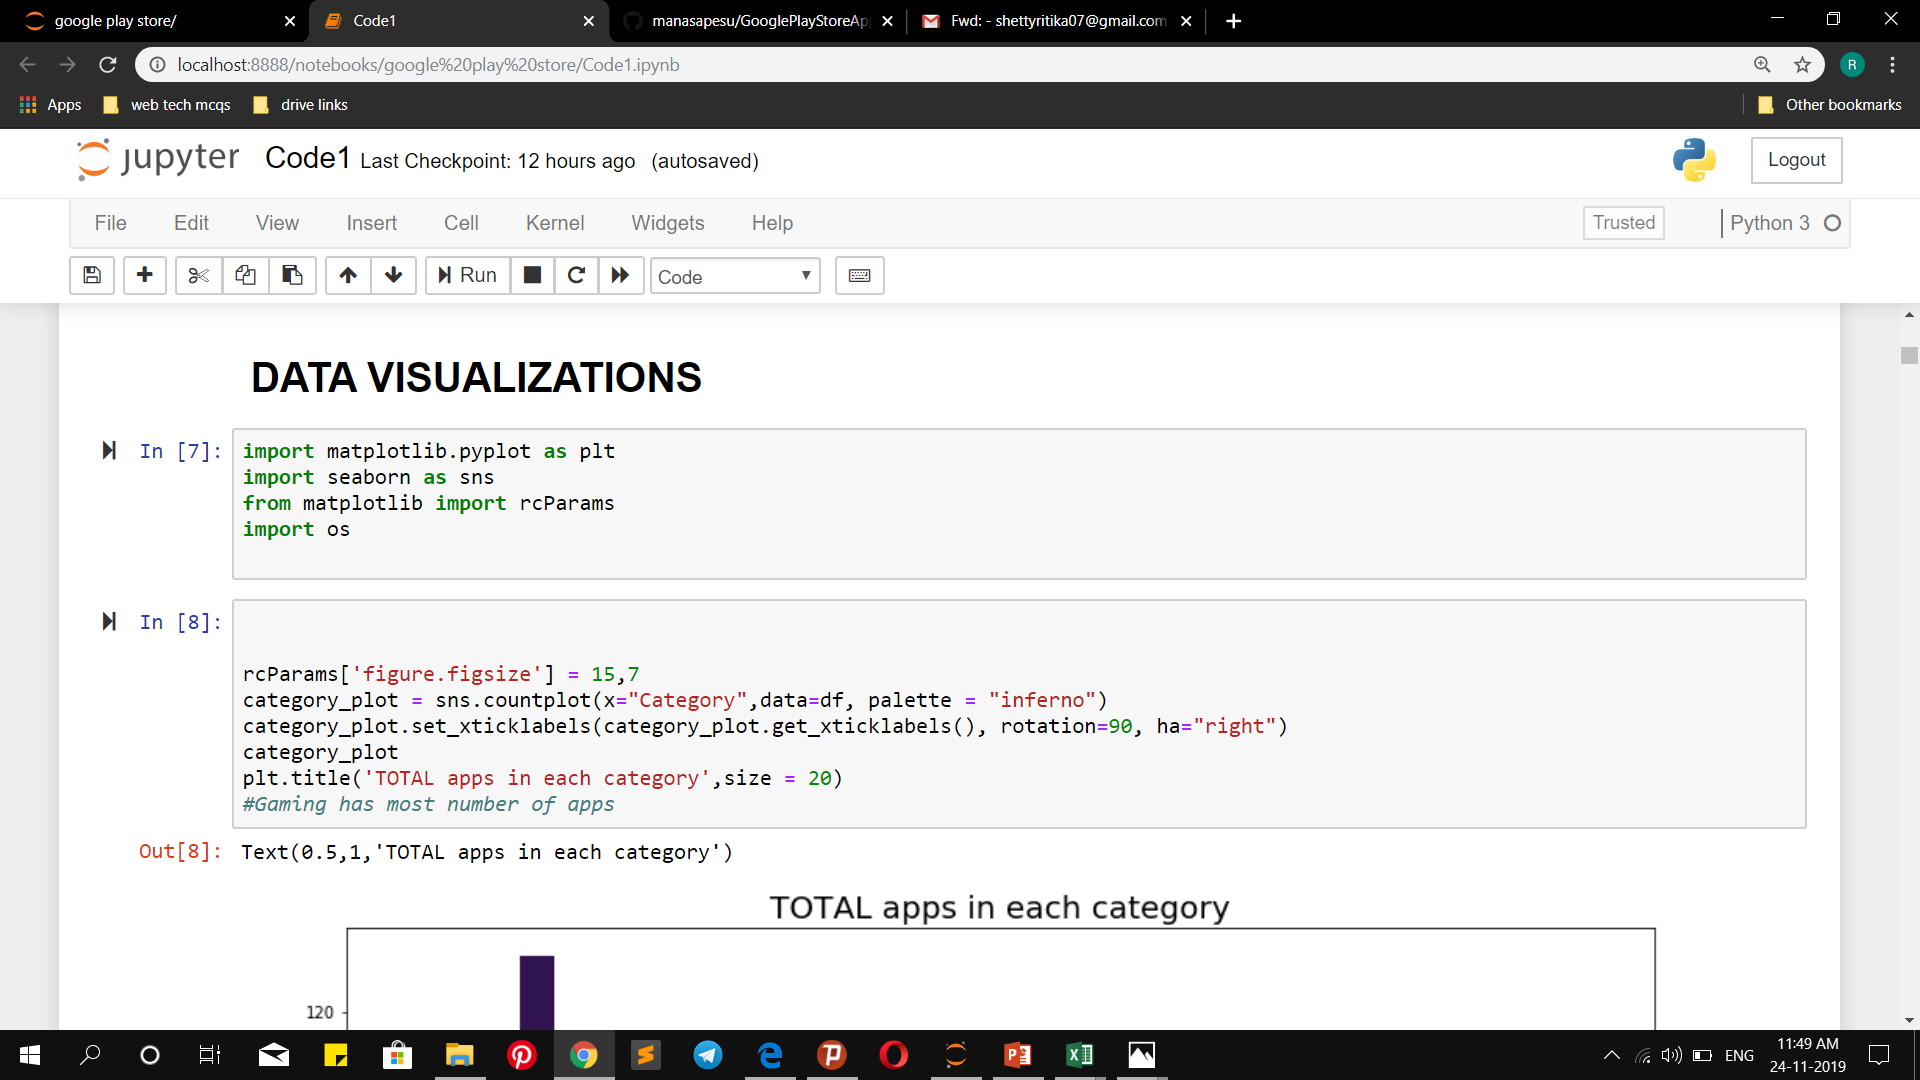 google play store/
Code1
manasapesu/GooglePlayStoreAp
Fwd: - shettyritika07@gmail.com
localhost:8888/notebooks/google%20play%20store/Code1.ipynb
R
Apps
web tech mcqs
drive links
Other bookmarks
jupyter
Code1 Last Checkpoint: 12 hours ago (autosaved)
Logout
File Edit View Insert Cell Kernel Widgets Help
Trusted
Python 3
Run
Code
DATA VISUALIZATIONS
In [7]:
import matplotlib.pyplot as plt
import seaborn as sns
from matplotlib import rcParams
import os
In [8]:
rcParams['figure.figsize'] = 15,7
category_plot = sns.countplot(x="Category",data=df, palette = "inferno")
category_plot.set_xticklabels(category_plot.get_xticklabels(), rotation=90, ha="right")
category_plot
plt.title('TOTAL apps in each category',size = 20)
#Gaming has most number of apps
Out[8]: Text(0.5,1,'TOTAL apps in each category')
TOTAL apps in each category
120
ENG
11:49 AM
24-11-2019